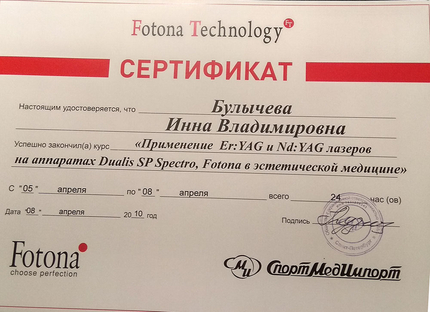 Fotona Technology
СЕРТИФИКАТ
Настоящим удостоверяется, что Булычева
Инна Владимировна
Успешно закончил(а) курс «Применение Er:YAG и Nd:YAG лазеров
на аппаратах Dualis SP Spectro, Fotona в эстетической медицине»
С "05" апреля по "08" апреля всего 24 час (ов)
Дата "08" апреля 2010 год Подпись
Fotona
choose perfection
МИ СпортМедИмпорт